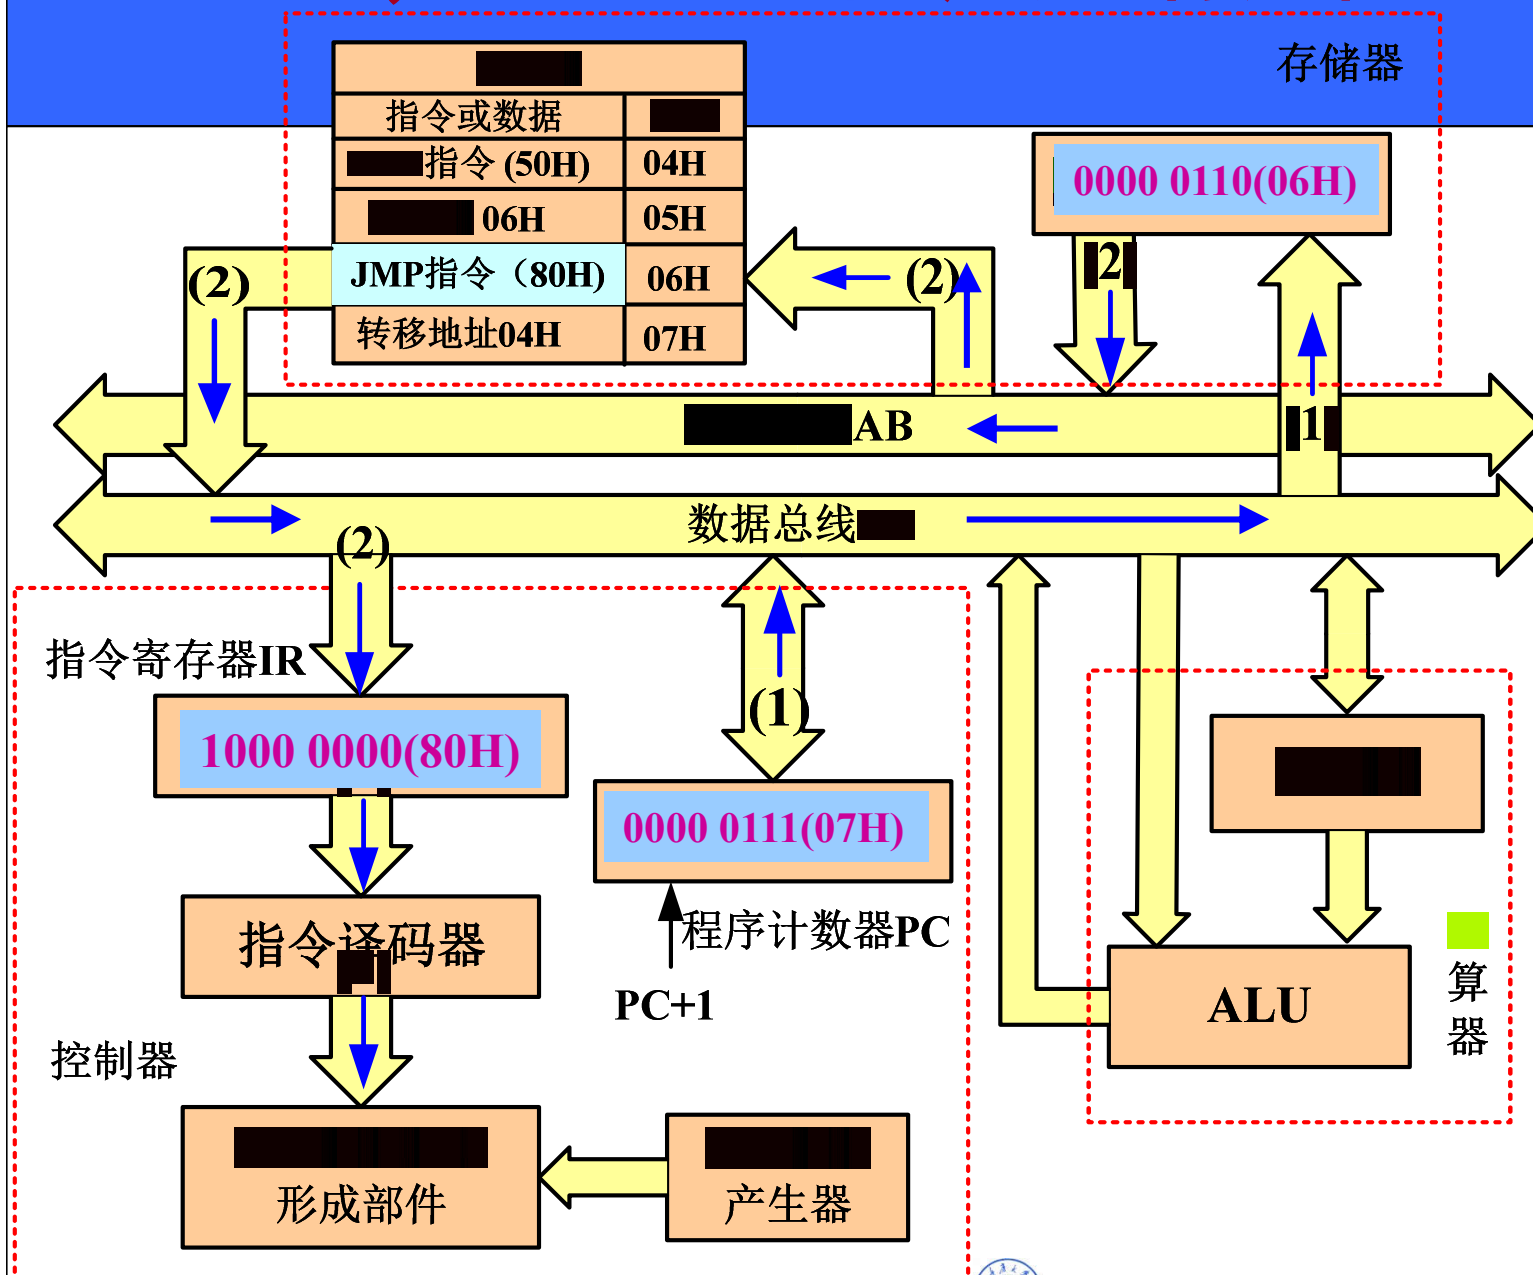 存储器
指令或数据
指令 (50H) 04H
06H 05H
JMP指令（80H) 06H
转移地址04H 07H
0000 0110(06H)
(2)
(2)
2
1
AB
数据总线
(2)
(1)
指令寄存器IR
1000 0000(80H)
0000 0111(07H)
程序计数器PC
PC+1
指令译码器
控制器
形成部件
产生器
ALU
算
器